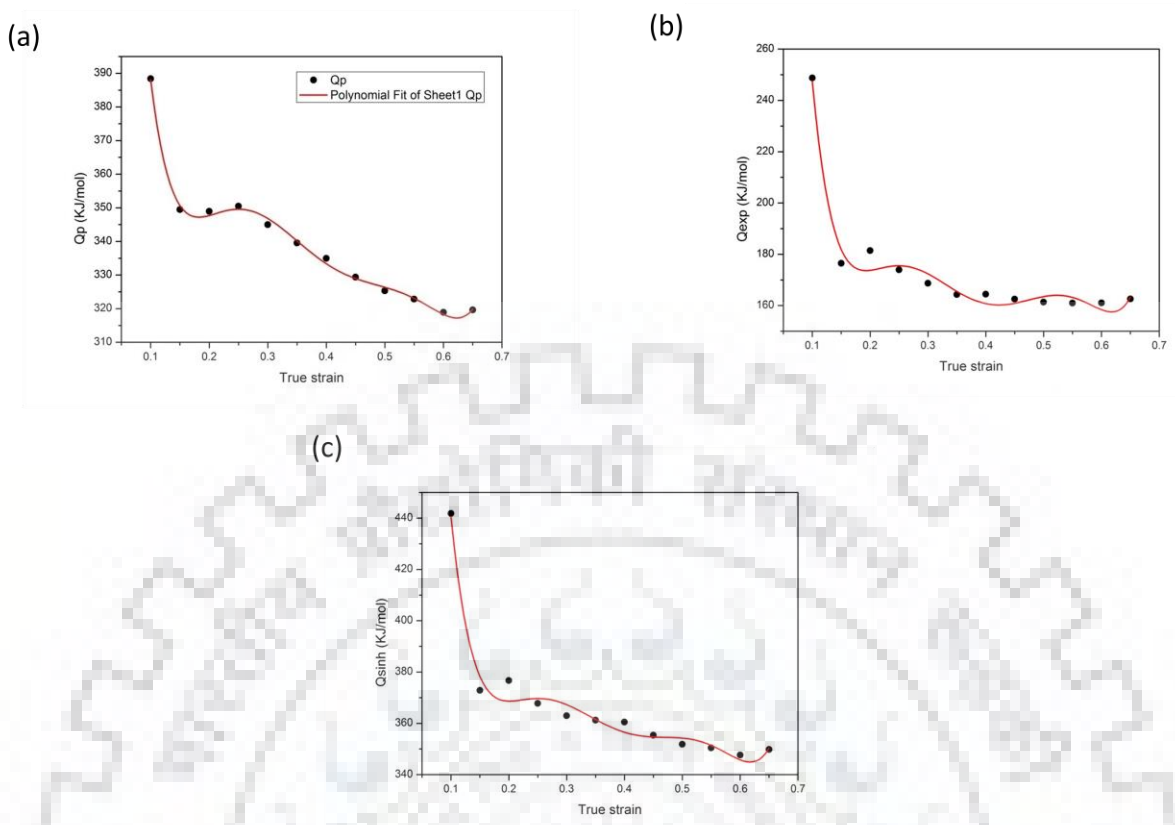 (a)
390
380
370
360
350
340
330
320
310
Qp (KJ/mol)
Qp
Polynomial Fit of Sheet1 Qp
0.1 0.2 0.3 0.4 0.5 0.6 0.7
True strain
(b)
260
240
220
200
180
160
Qexp (KJ/mol)
0.1 0.2 0.3 0.4 0.5 0.6 0.7
True strain
(c)
440
420
400
380
360
340
Qsinh (KJ/mol)
0.1 0.2 0.3 0.4 0.5 0.6 0.7
True strain